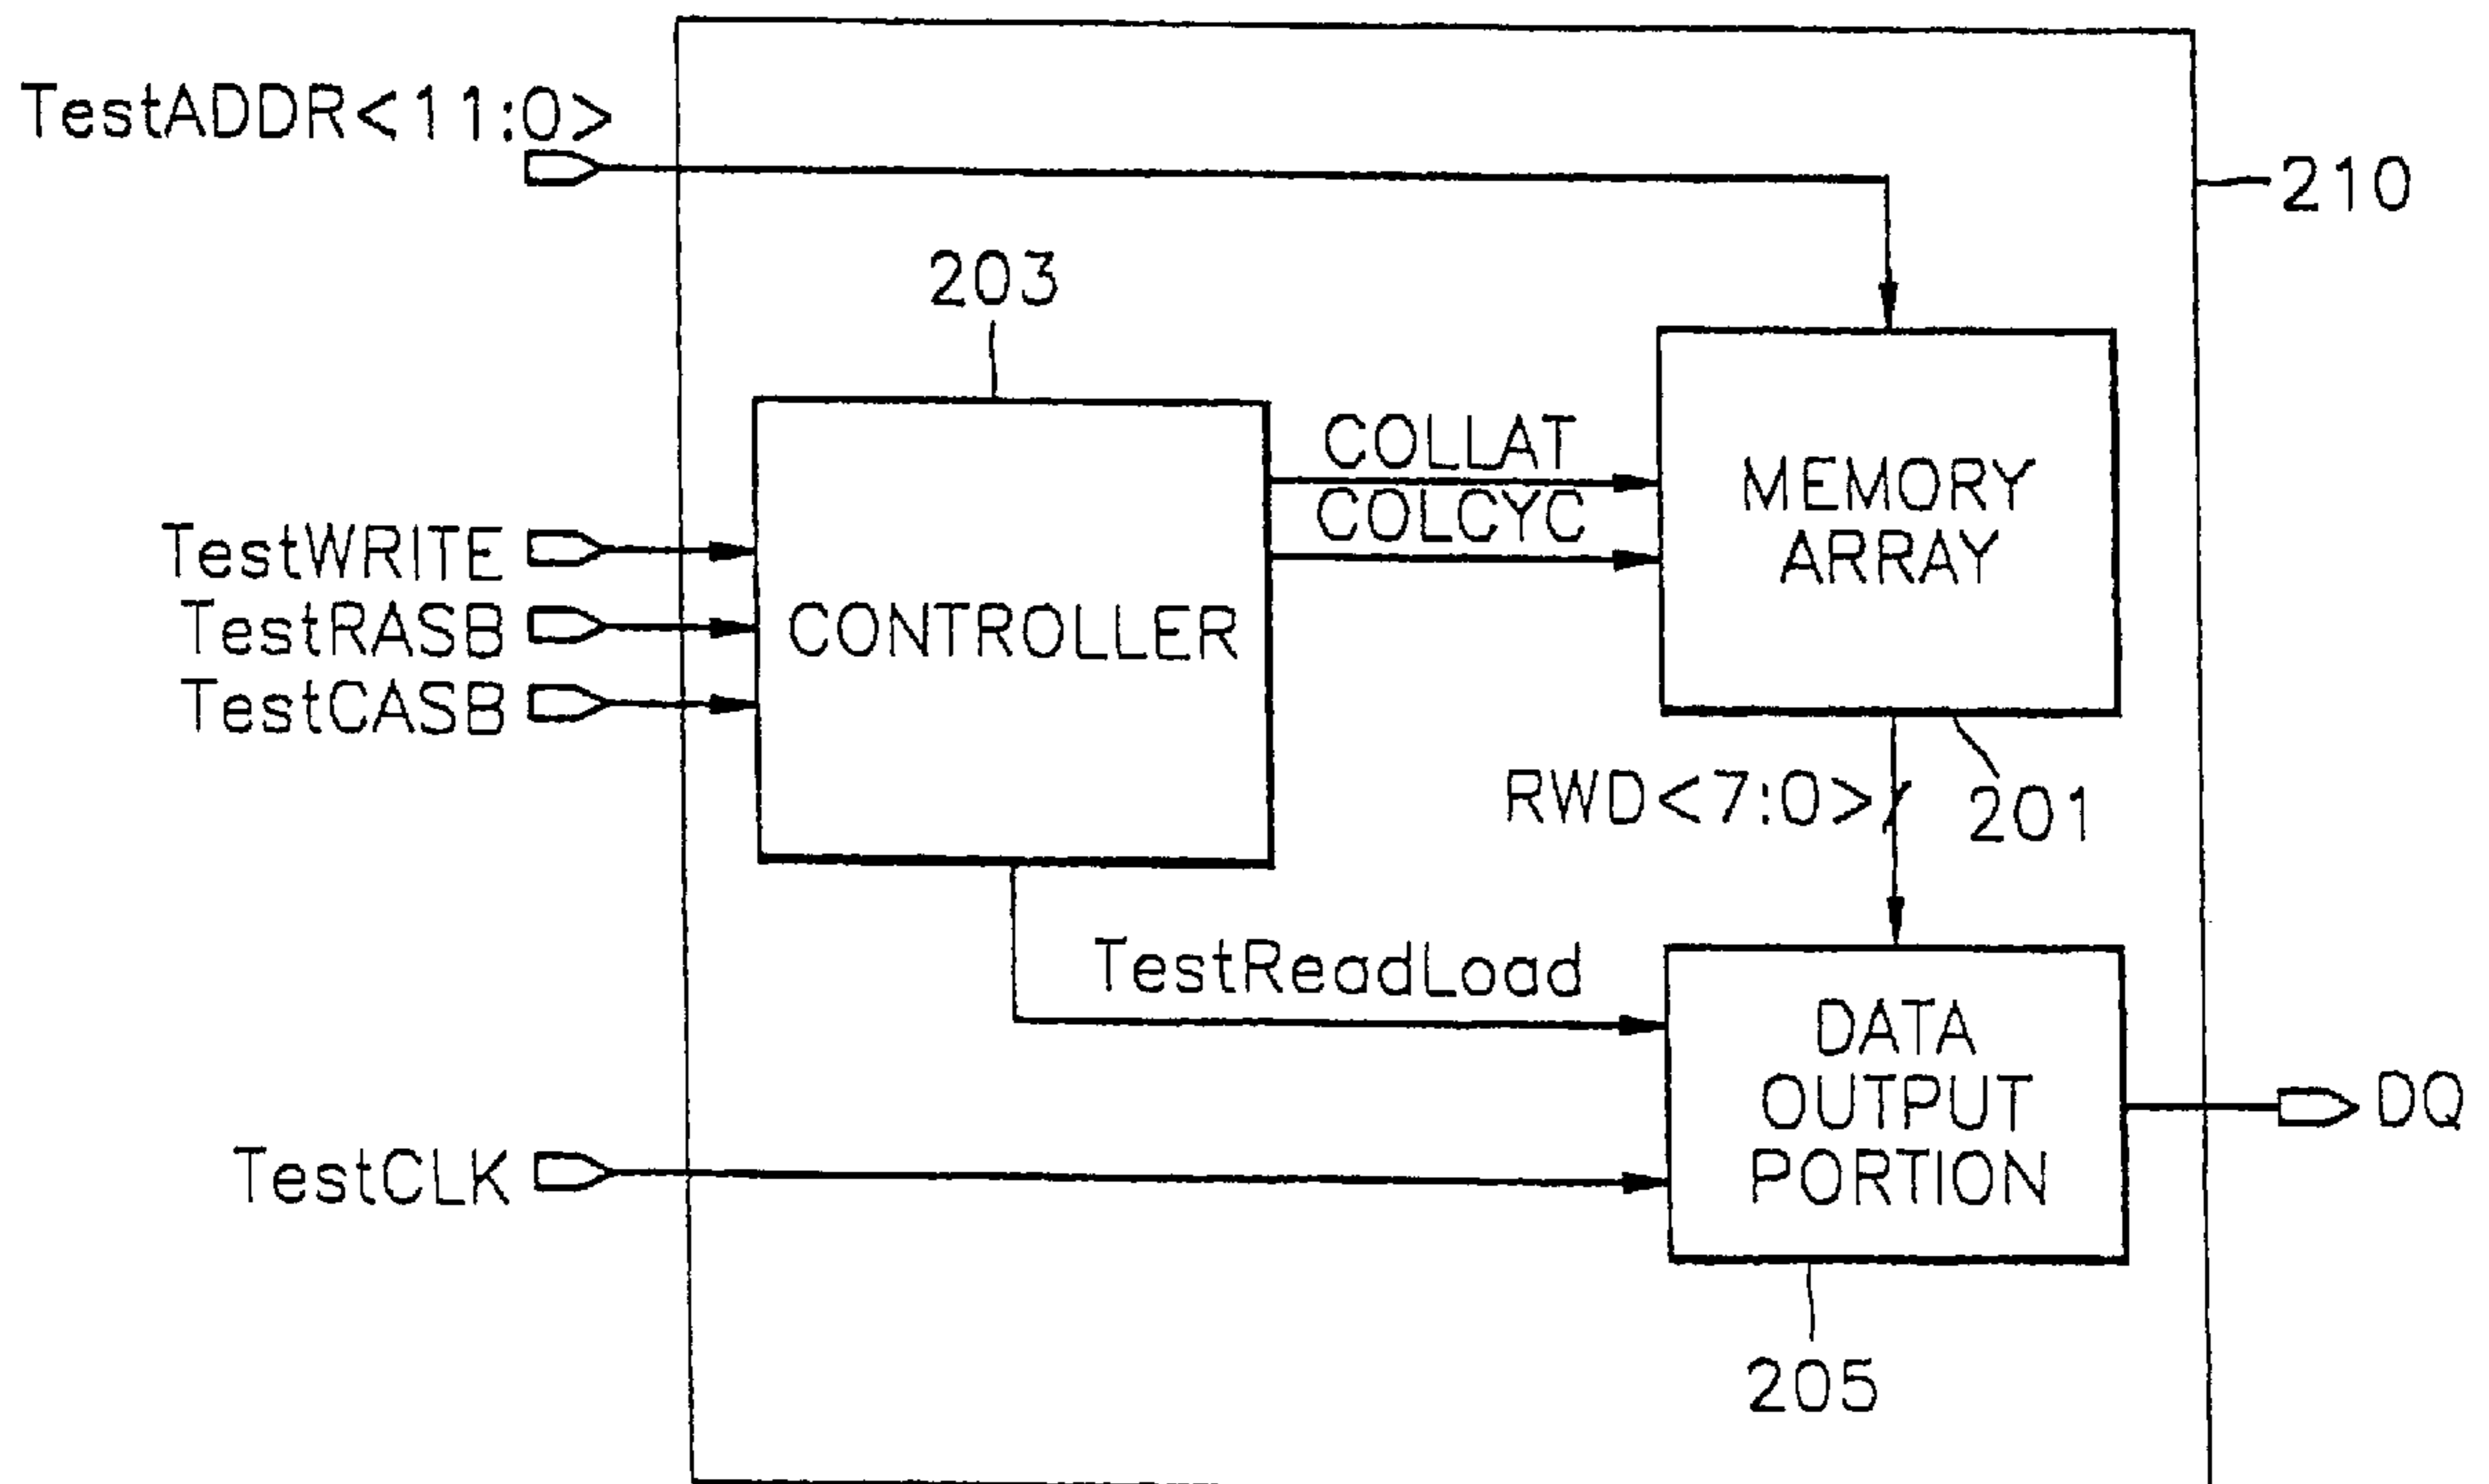 TestADDR<11:0>
210
203
COLLAT
COLCYC
MEMORY
ARRAY
TestWRITE
TestRASB
TestCASB
CONTROLLER
RWD<7:0>
201
TestReadLoad
DATA
OUTPUT
PORTION
DQ
TestCLK
205